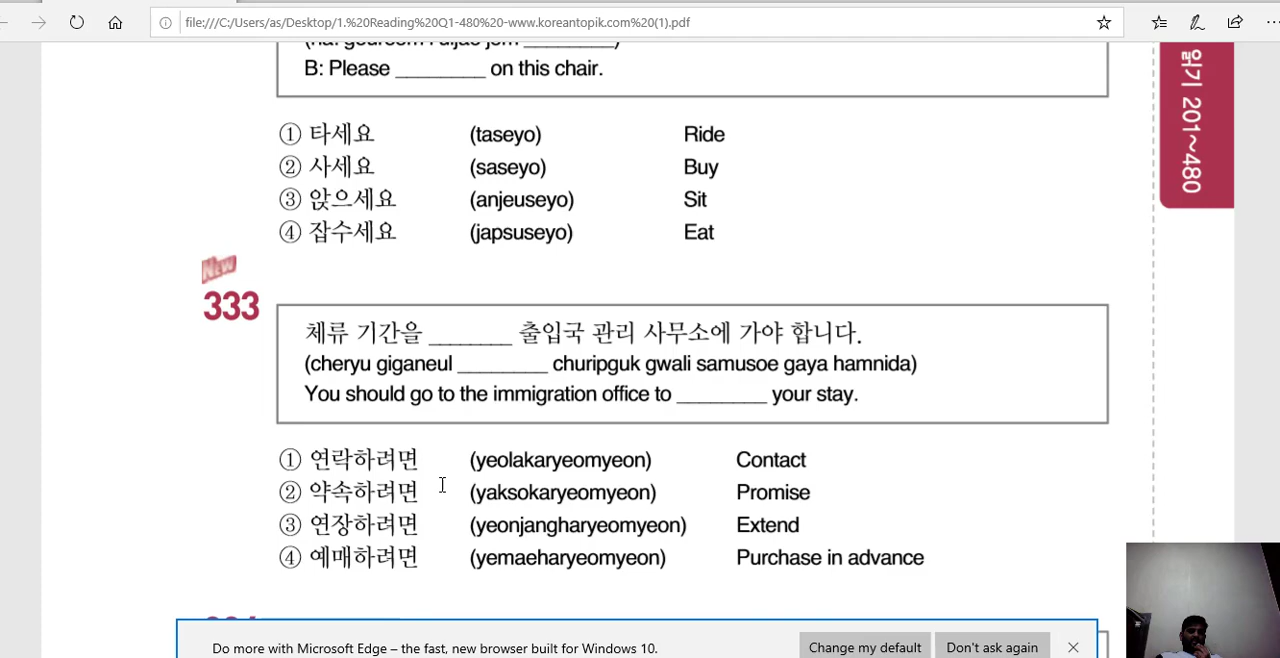 file:///C:/Users/as/Desktop/1.%20Reading%20Q1-480%20-www.koreantopik.com%20(1).pdf
B: Please ________ on this chair.
① 타세요 (taseyo) Ride
② 사세요 (saseyo) Buy
③ 앉으세요 (anjeuseyo) Sit
④ 잡수세요 (japsuseyo) Eat
읽기 201~480
New
333
체류 기간을 ________ 출입국 관리 사무소에 가야 합니다.
(cheryu giganeul ________ churipguk gwali samusoe gaya hamnida)
You should go to the immigration office to ________ your stay.
① 연락하려면 (yeolakaryeomyeon) Contact
② 약속하려면 (yaksokaryeomyeon) Promise
③ 연장하려면 (yeonjangharyeomyeon) Extend
④ 예매하려면 (yemaeharyeomyeon) Purchase in advance
Do more with Microsoft Edge – the fast, new browser built for Windows 10.
Change my default
Don't ask again